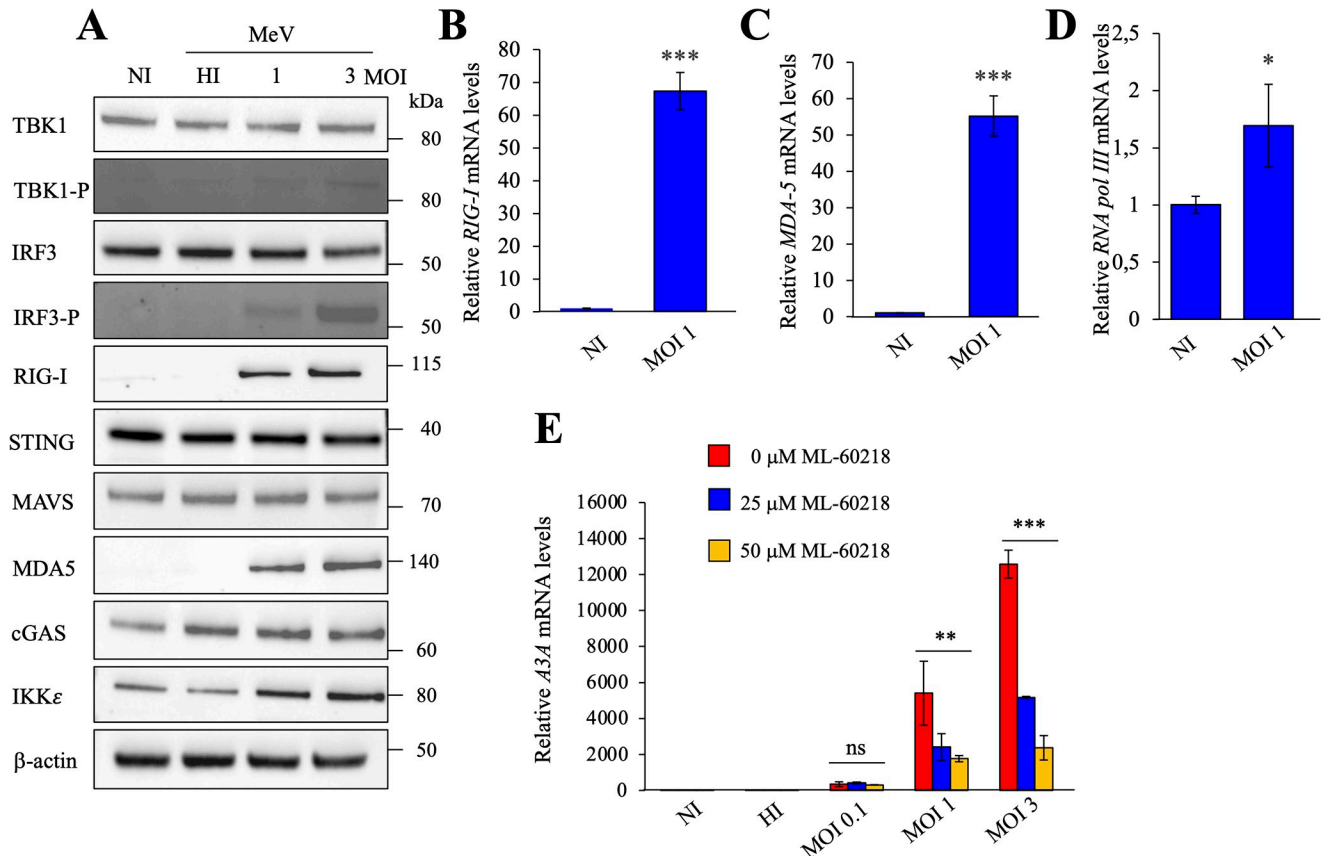 A
MeV
NI HI 1 3 MOI
kDa
TBK1
80
TBK1-P
80
IRF3
50
IRF3-P
50
RIG-I
115
STING
40
MAVS
70
MDA5
140
cGAS
60
IKKε
80
β-actin
50
B
Relative RIG-I mRNA levels
80
70
60
50
40
30
20
10
0
***
NI
MOI 1
C
Relative MDA-5 mRNA levels
70
60
50
40
30
20
10
0
***
NI
MOI 1
D
Relative RNA pol III mRNA levels
2,5
2
1,5
1
0,5
0
*
NI
MOI 1
E
0 µM ML-60218
25 µM ML-60218
50 µM ML-60218
Relative A3A mRNA levels
16000
14000
12000
10000
8000
6000
4000
2000
0
ns
**
***
NI
HI
MOI 0.1
MOI 1
MOI 3